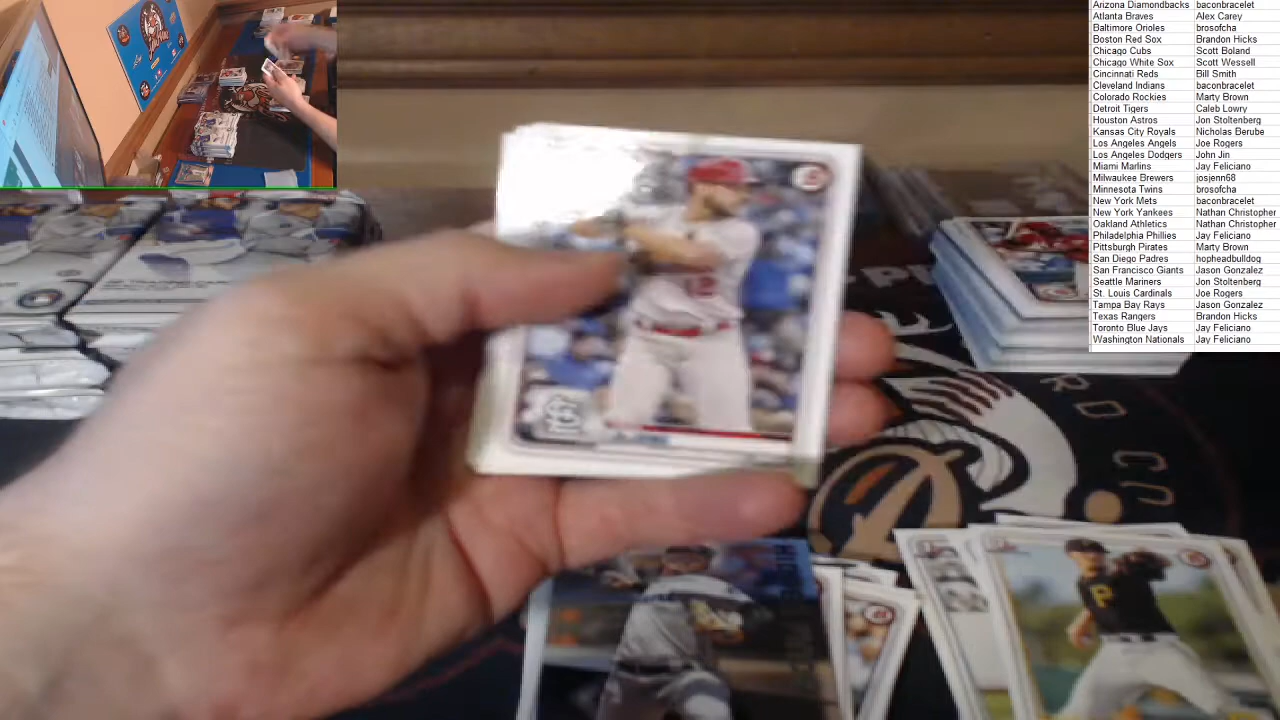 Arizona Diamondbacks baconbracelet
Atlanta Braves Alex Carey
Baltimore Orioles brosofcha
Boston Red Sox Brandon Hicks
Chicago Cubs Scott Boland
Chicago White Sox Scott Wessell
Cincinnati Reds Bill Smith
Cleveland Indians baconbracelet
Colorado Rockies Marty Brown
Detroit Tigers Caleb Lowry
Houston Astros Jon Stoltenberg
Kansas City Royals Nicholas Berube
Los Angeles Angels Joe Rogers
Los Angeles Dodgers John Jin
Miami Marlins Jay Feliciano
Milwaukee Brewers josjenn68
Minnesota Twins brosofcha
New York Mets baconbracelet
New York Yankees Nathan Christopher
Oakland Athletics Nathan Christopher
Philadelphia Phillies Jay Feliciano
Pittsburgh Pirates Marty Brown
San Diego Padres hopheadbulldog
San Francisco Giants Jason Gonzalez
Seattle Mariners Jon Stoltenberg
St. Louis Cardinals Joe Rogers
Tampa Bay Rays Jason Gonzalez
Texas Rangers Brandon Hicks
Toronto Blue Jays Jay Feliciano
Washington Nationals Jay Feliciano
12
P